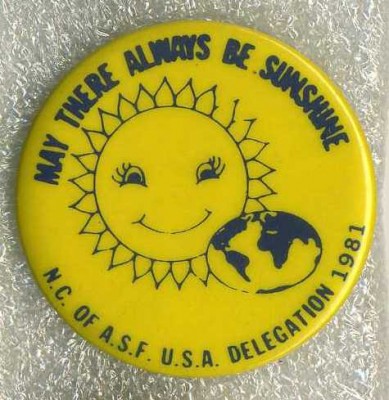 MAY THERE ALWAYS BE SUNSHINE
N.C. OF A.S.F. U.S.A. DELEGATION 1981